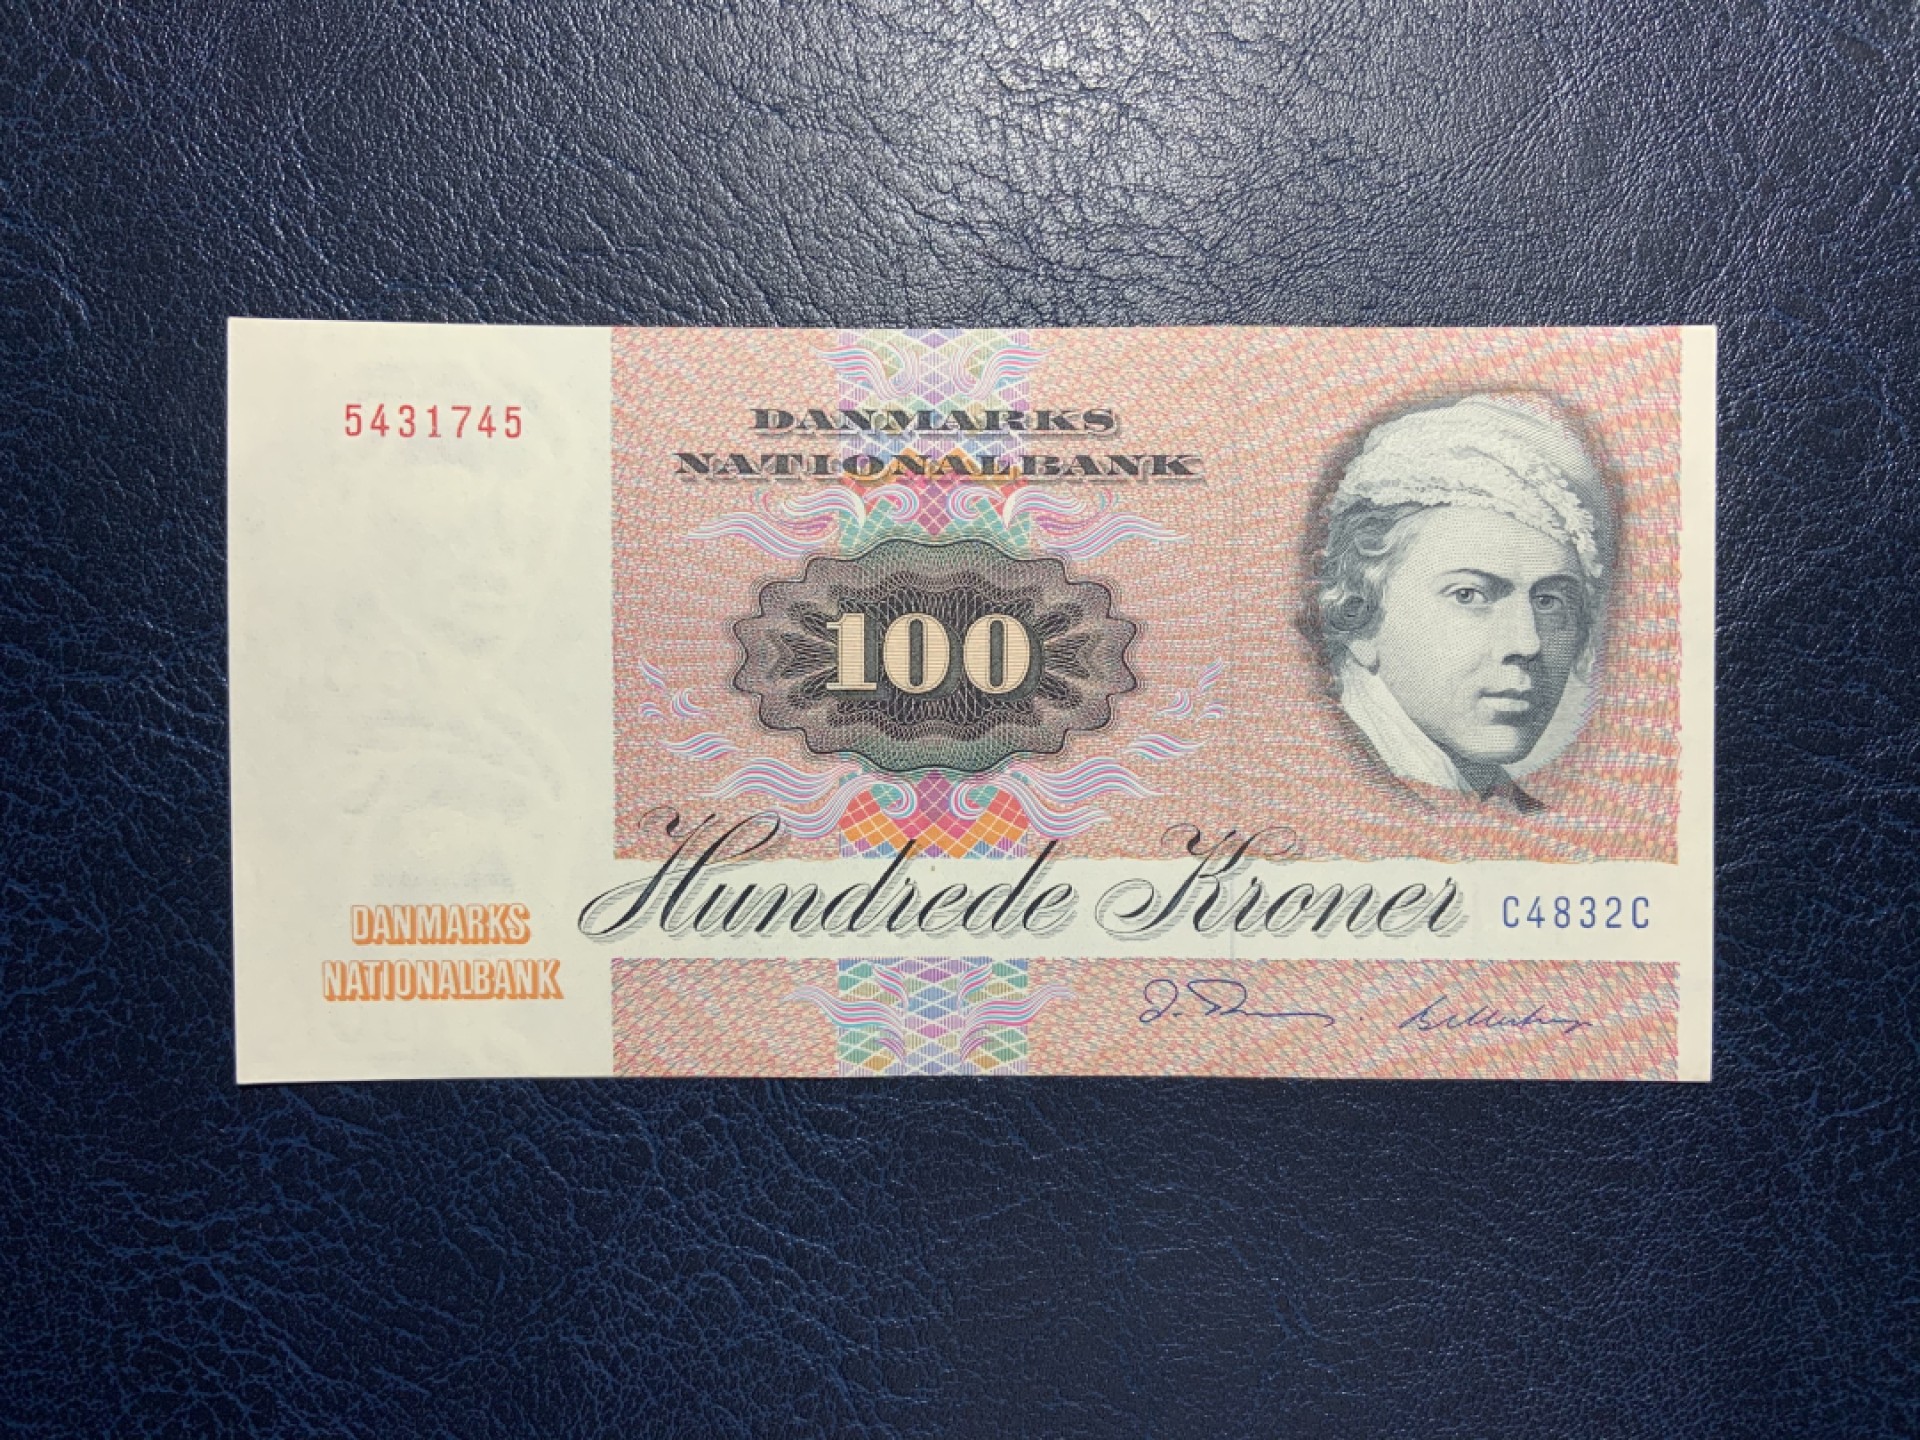 5431745
DANMARKS
NATIONALBANK
100
Hundrede Kroner
C4832C
DANMARKS
NATIONALBANK